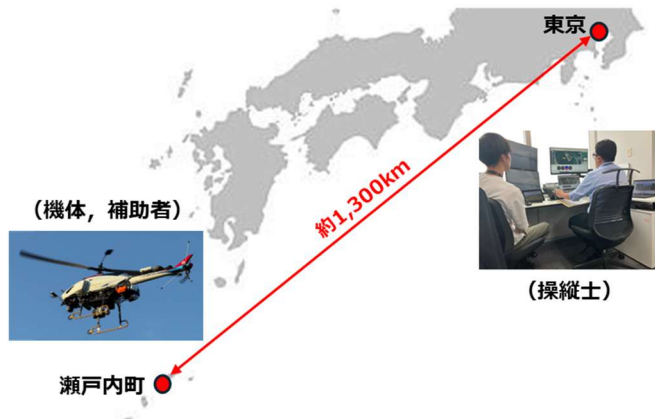 東京
約1,300km
（機体，補助者）
（操縦士）
瀬戸内町